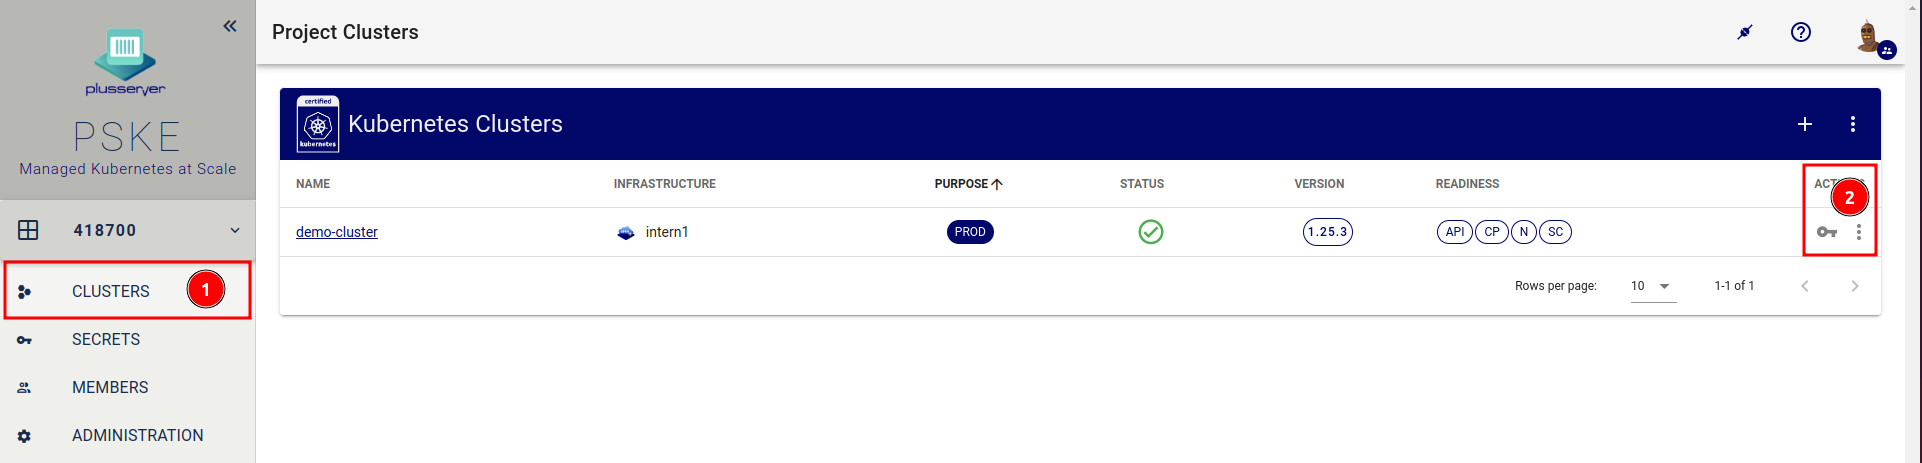 Project Clusters
plusserver
PSKE
Managed Kubernetes at Scale
418700
CLUSTERS 1
SECRETS
MEMBERS
ADMINISTRATION
certified
kubernetes
Kubernetes Clusters
NAME INFRASTRUCTURE PURPOSE STATUS VERSION READINESS
2
demo-cluster intern1 PROD 1.25.3 API CP N SC
Rows per page: 10 1-1 of 1